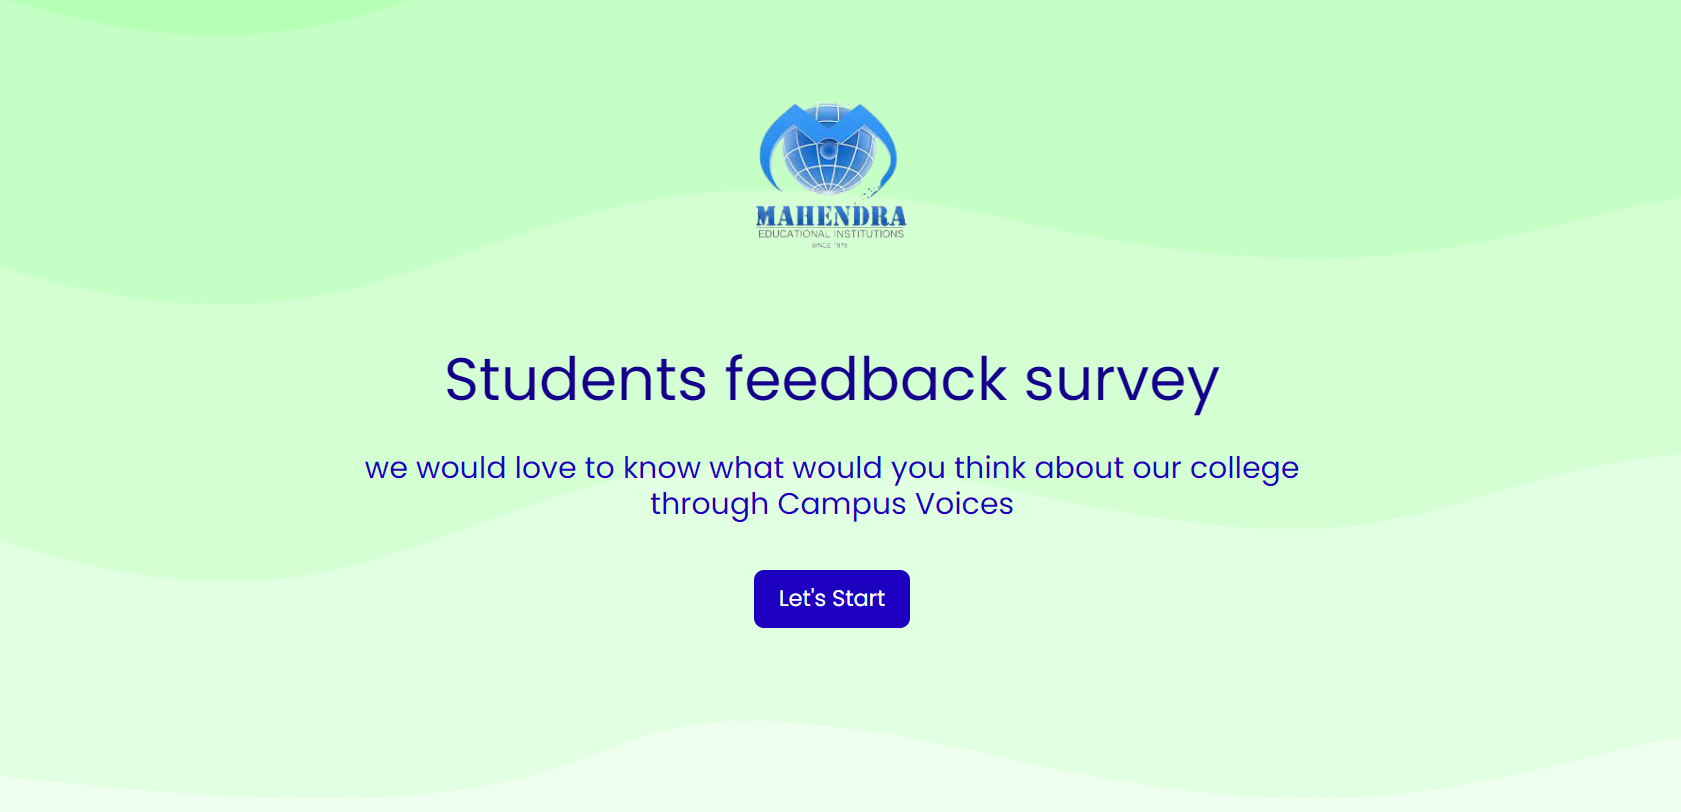 MAHENDRA
EDUCATIONAL INSTITUTIONS
SINCE 1978
Students feedback survey
we would love to know what would you think about our college
through Campus Voices
Let's Start